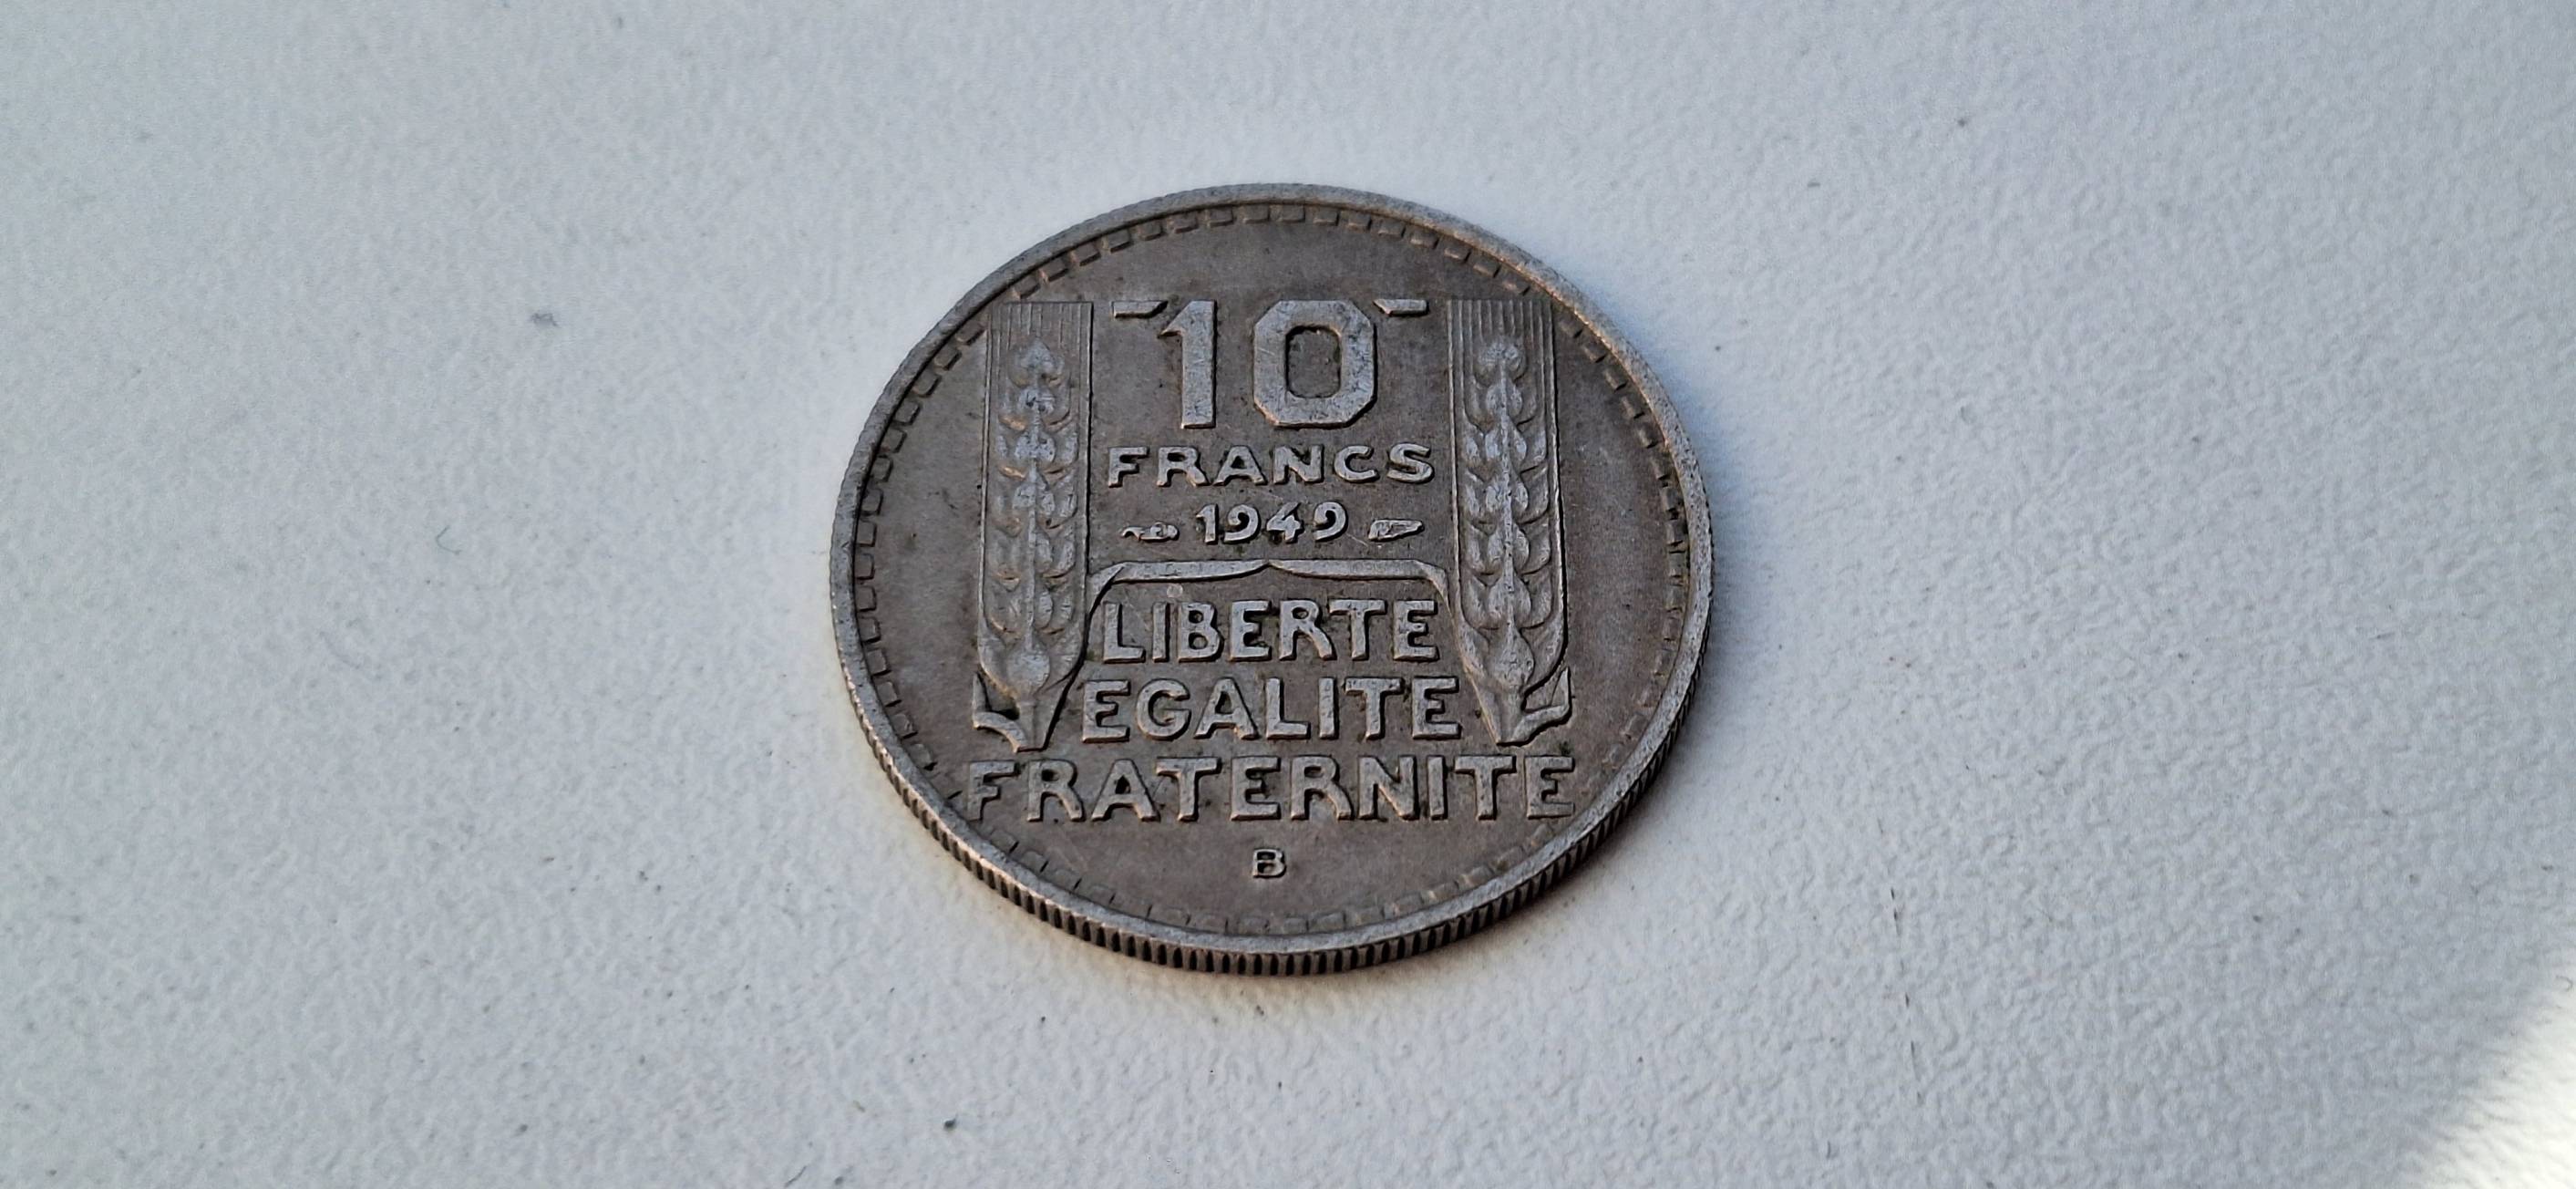 10
FRANCS
1949
LIBERTE
EGALITE
FRATERNITE
B